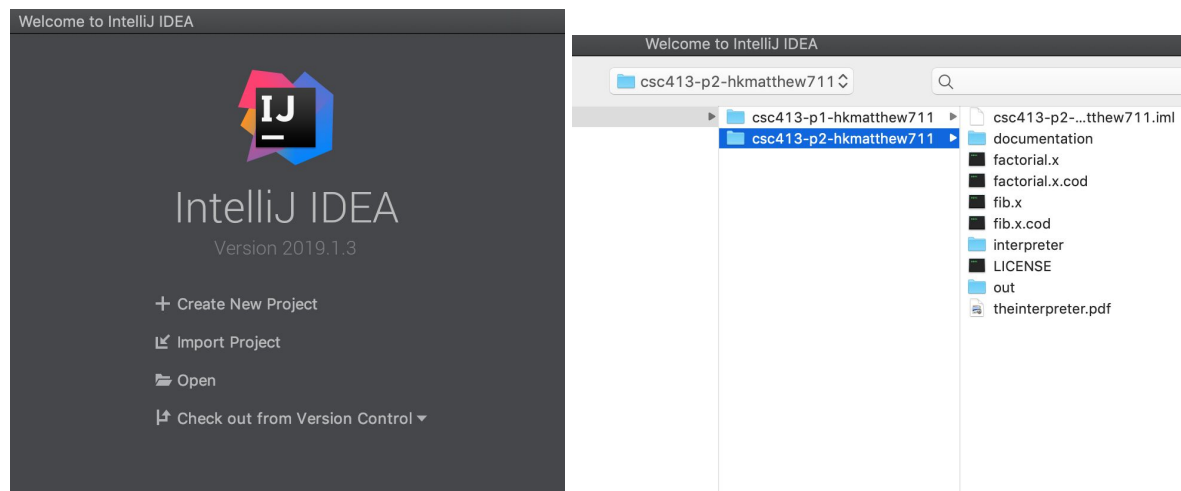 Welcome to IntelliJ IDEA
IJ
IntelliJ IDEA
Version 2019.1.3
Create New Project
Import Project
Open
Check out from Version Control
Welcome to IntelliJ IDEA
csc413-p2-hkmatthew711
csc413-p1-hkmatthew711
csc413-p2-hkmatthew711
csc413-p2-...tthew711.iml
documentation
factorial.x
factorial.x.cod
fib.x
fib.x.cod
interpreter
LICENSE
out
theinterpreter.pdf